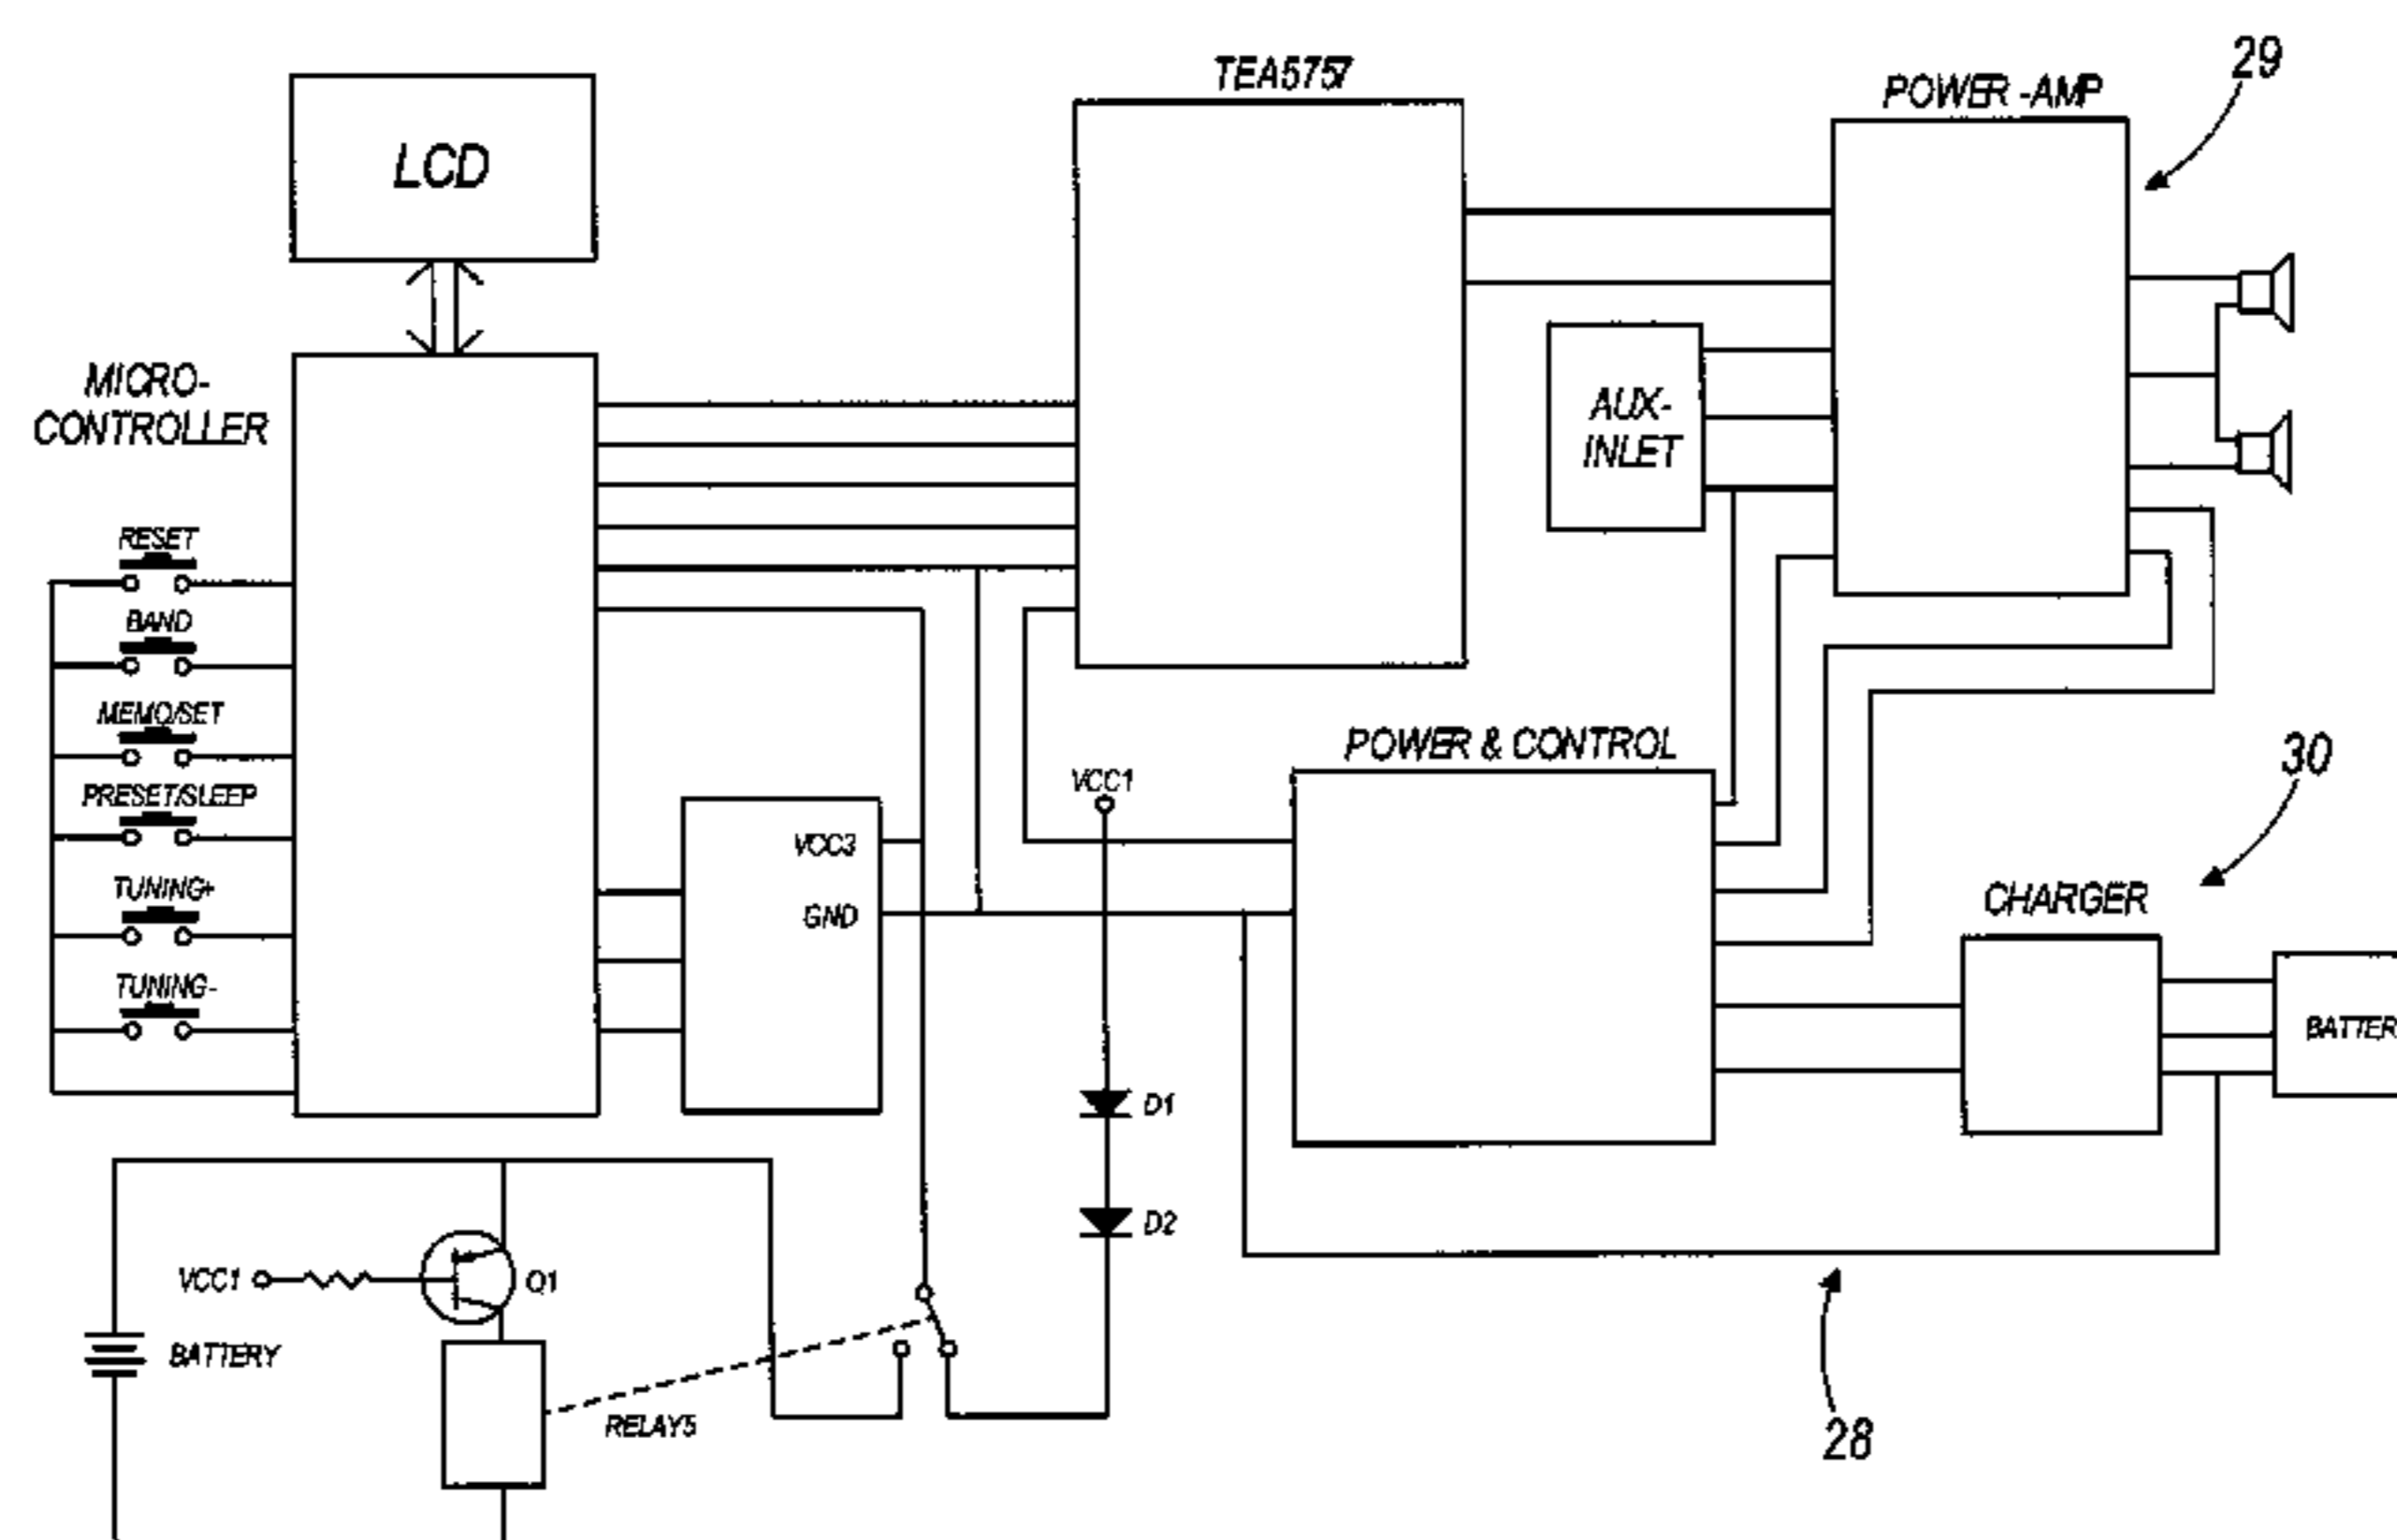 TEA5757
29
POWER -AMP
LCD
MICRO-
CONTROLLER
AUX-
INLET
RESET
BAND
MEMO/SET
POWER & CONTROL
30
VCC1
PRESET/SLEEP
VCC3
TUNING+
GND
CHARGER
TUNING-
BATTER
D1
D2
VCC1
Q1
BATTERY
RELAY5
28